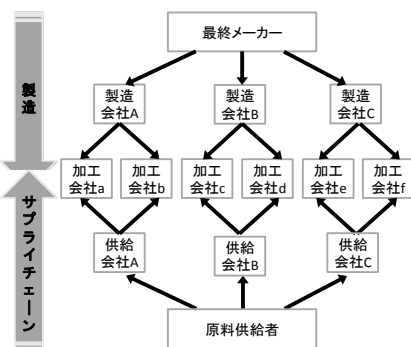 最終メーカー
製造
製造
会社A
製造
会社B
製造
会社C
加工
会社a
加工
会社b
加工
会社c
加工
会社d
加工
会社e
加工
会社f
サプライチェーン
供給
会社A
供給
会社B
供給
会社C
原料供給者